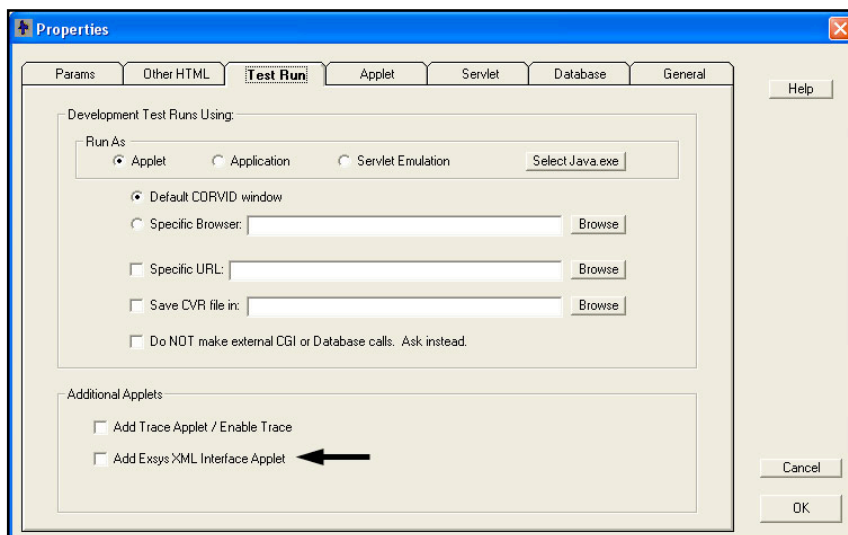 Properties
Params Other HTML Test Run Applet Servlet Database General
Help
Development Test Runs Using:
Run As
Applet Application Servlet Emulation Select Java.exe
Default CORVID window
Specific Browser: Browse
Specific URL: Browse
Save CVR file in: Browse
Do NOT make external CGI or Database calls. Ask instead.
Additional Applets
Add Trace Applet / Enable Trace
Add Exsys XML Interface Applet
Cancel
OK